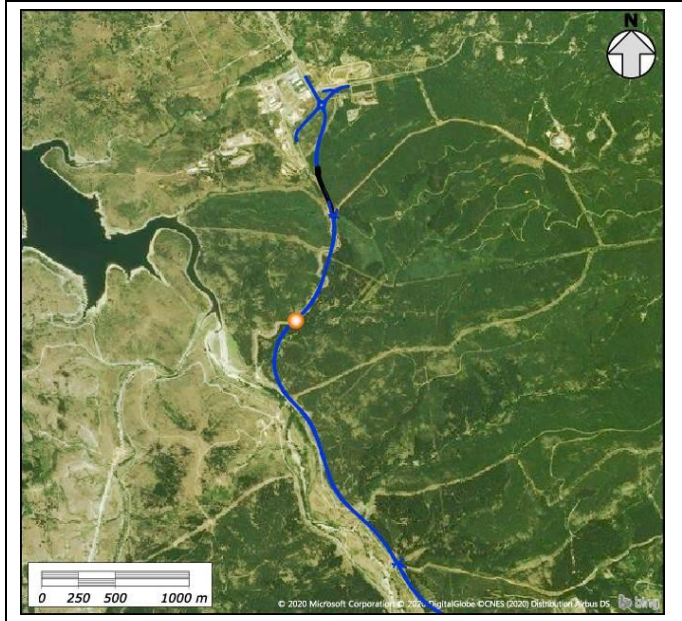 N
0 250 500 1000 m
© 2020 Microsoft Corporation © 2020 DigitalGlobe ©CNES (2020) Distribution Airbus DS
bing